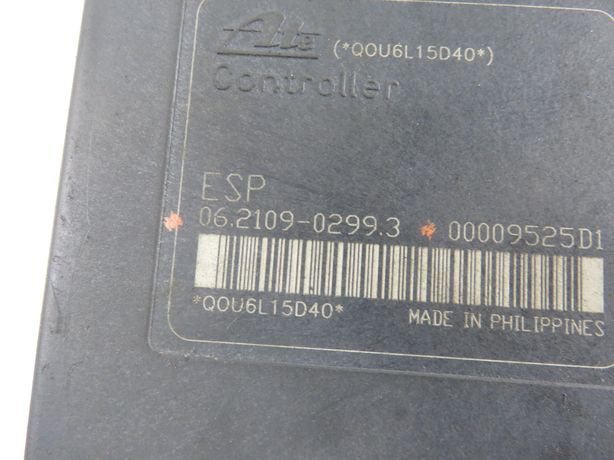 Ate (*QOU6L15D40*)
Controller
ESP
06.2109-0299.3 * 00009525D1
*QOU6L15D40* MADE IN PHILIPPINES